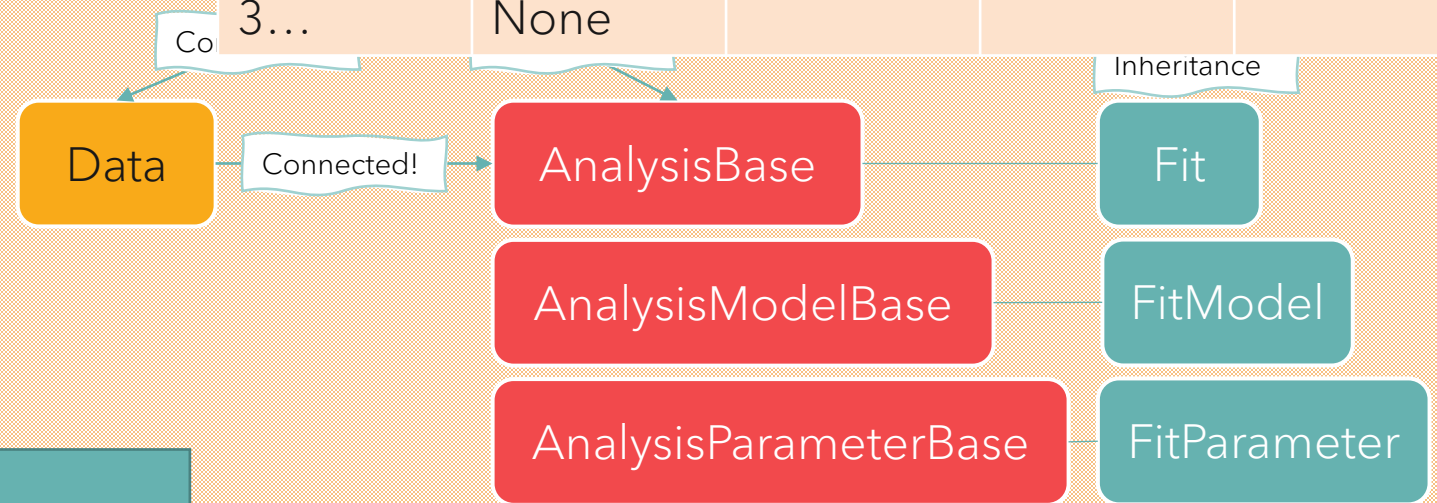 3...
None
Inheritance
Data
Connected!
AnalysisBase
Fit
AnalysisModelBase
FitModel
AnalysisParameterBase
FitParameter